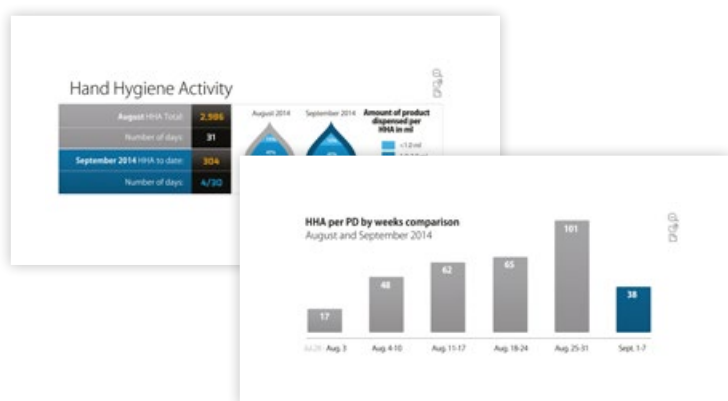 Hand Hygiene Activity
August HHA Total: 2,986
Number of days: 31
September 2014 HHA to date: 304
Number of days: 4/30
August 2014 September 2014
Amount of product
dispensed per
HHA in mil
<1.0 mil
HHA per PD by weeks comparison
August and September 2014
17 48 62 65 101 38
Aug. 3 Aug. 4-10 Aug. 11-17 Aug. 18-24 Aug. 25-31 Sept. 1-7